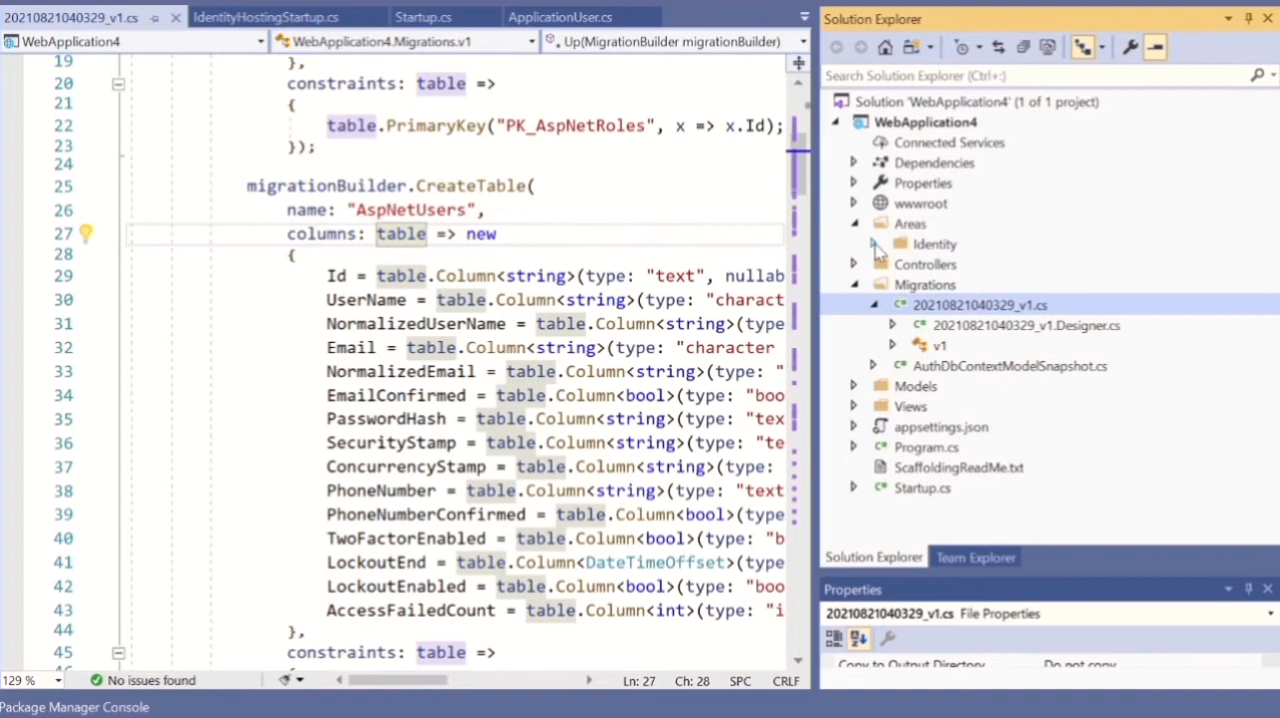 20210821040329_v1.cs
IdentityHostingStartup.cs
Startup.cs
ApplicationUser.cs
WebApplication4
WebApplication4.Migrations.v1
Up(MigrationBuilder migrationBuilder)
19 },
20 constraints: table =>
21 {
22 table.PrimaryKey("PK_AspNetRoles", x => x.Id);
23 });
24
25 migrationBuilder.CreateTable(
26 name: "AspNetUsers",
27 columns: table => new
28 {
29 Id = table.Column<string>(type: "text", nullab
30 UserName = table.Column<string>(type: "charact
31 NormalizedUserName = table.Column<string>(type
32 Email = table.Column<string>(type: "character
33 NormalizedEmail = table.Column<string>(type: "
34 EmailConfirmed = table.Column<bool>(type: "boo
35 PasswordHash = table.Column<string>(type: "tex
36 SecurityStamp = table.Column<string>(type: "te
37 ConcurrencyStamp = table.Column<string>(type:
38 PhoneNumber = table.Column<string>(type: "text
39 PhoneNumberConfirmed = table.Column<bool>(type
40 TwoFactorEnabled = table.Column<bool>(type: "b
41 LockoutEnd = table.Column<DateTimeOffset>(type
42 LockoutEnabled = table.Column<bool>(type: "boo
43 AccessFailedCount = table.Column<int>(type: "i
44 },
45 constraints: table =>
129 %
No issues found
Ln: 27
Ch: 28
SPC
CRLF
Package Manager Console
Solution Explorer
Search Solution Explorer (Ctrl+;)
Solution 'WebApplication4' (1 of 1 project)
WebApplication4
Connected Services
Dependencies
Properties
wwwroot
Areas
Identity
Controllers
Migrations
20210821040329_v1.cs
20210821040329_v1.Designer.cs
v1
AuthDbContextModelSnapshot.cs
Models
Views
appsettings.json
Program.cs
ScaffoldingReadMe.txt
Startup.cs
Solution Explorer
Team Explorer
Properties
20210821040329_v1.cs File Properties
Copy to Output Directory
Do not copy